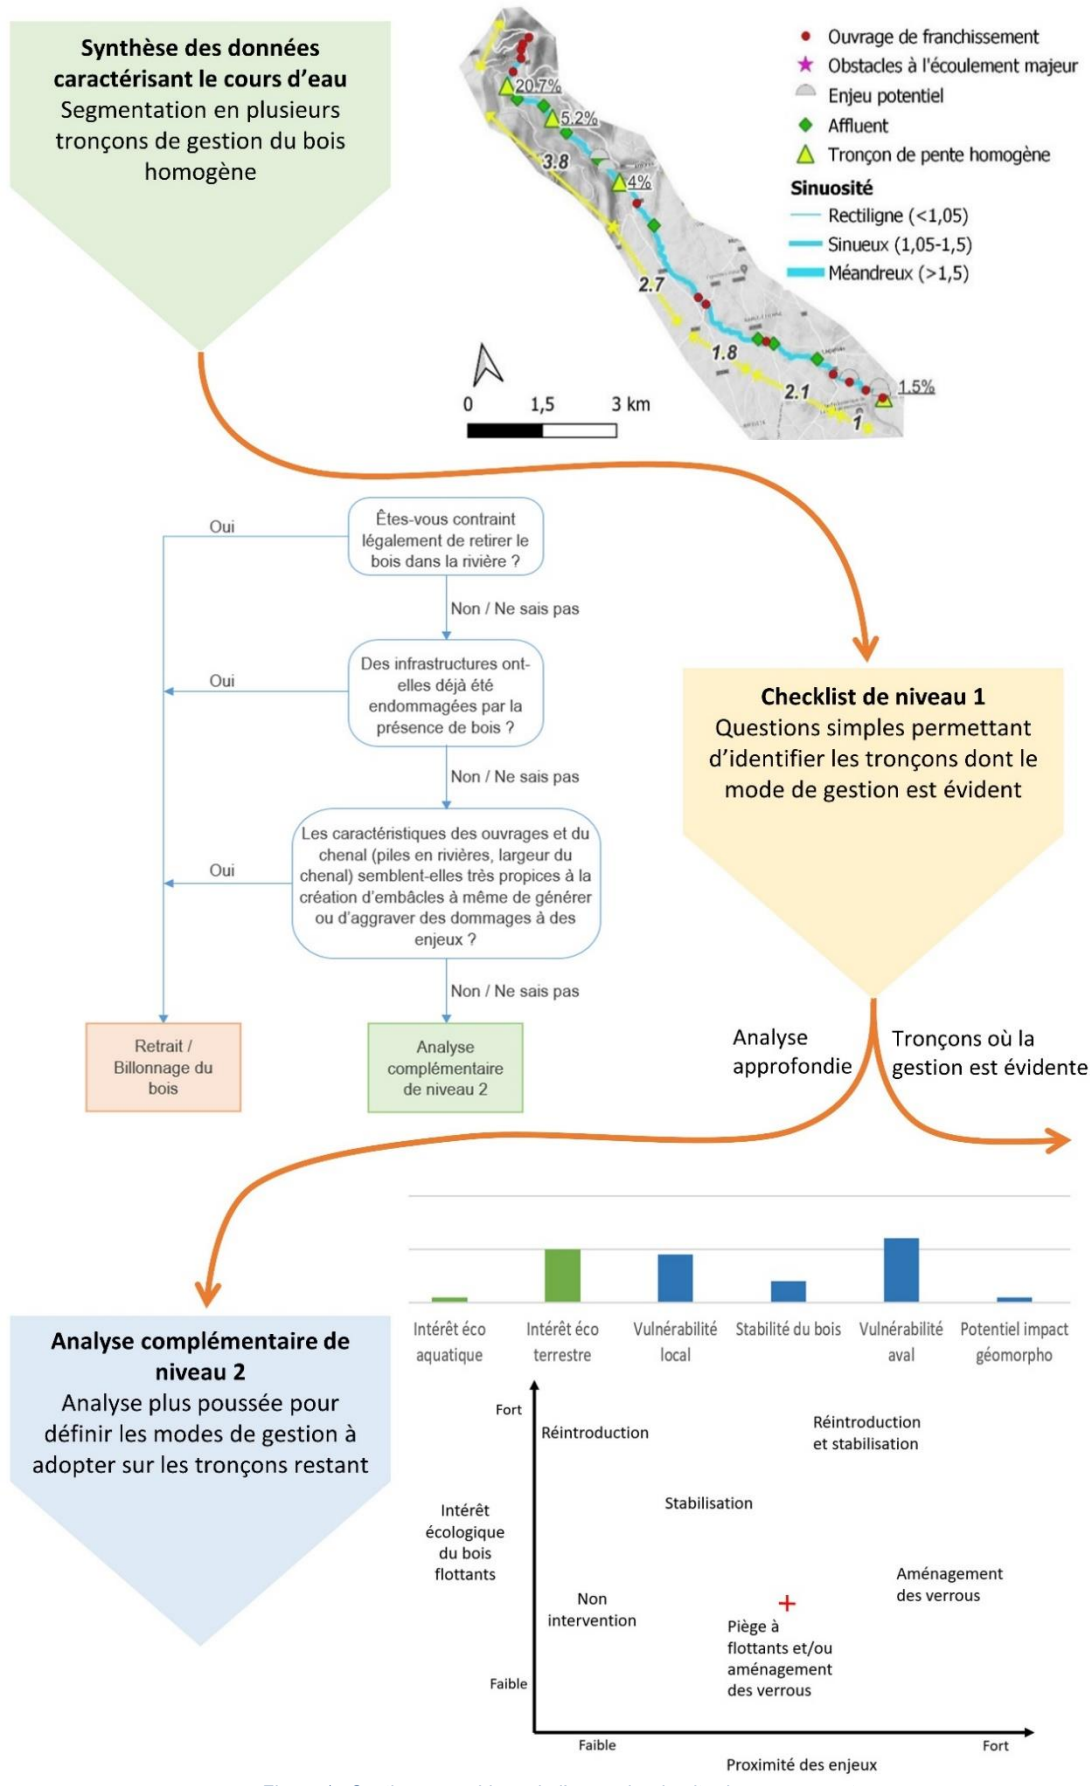 Synthèse des données
caractérisant le cours d'eau
Segmentation en plusieurs
tronçons de gestion du bois
homogène
Ouvrage de franchissement
Obstacles à l'écoulement majeur
Enjeu potentiel
Affluent
Tronçon de pente homogène
Sinuosité
Rectiligne (<1,05)
Sinueux (1,05-1,5)
Méandreux (>1,5)
20.7%
5.2%
3.8
4%
2.7
1.8
2.1
1.5%
1
0 1,5 3 km
Êtes-vous contraint
légalement de retirer le
bois dans la rivière ?
Oui
Non / Ne sais pas
Des infrastructures ont-
elles déjà été
endommagées par la
présence de bois ?
Oui
Non / Ne sais pas
Les caractéristiques des ouvrages et du
chenal (piles en rivières, largeur du
chenal) semblent-elles très propices à la
création d'embâcles à même de générer
ou d'aggraver des dommages à des
enjeux ?
Oui
Non / Ne sais pas
Retrait /
Billonnage du
bois
Analyse
complémentaire
de niveau 2
Checklist de niveau 1
Questions simples permettant
d'identifier les tronçons dont le
mode de gestion est évident
Analyse
approfondie
Tronçons où la
gestion est évidente
Analyse complémentaire de
niveau 2
Analyse plus poussée pour
définir les modes de gestion à
adopter sur les tronçons restant
Intérêt éco
aquatique
Intérêt éco
terrestre
Vulnérabilité
local
Stabilité du bois
Vulnérabilité
aval
Potentiel impact
géomorpho
Fort
Réintroduction
Réintroduction
et stabilisation
Stabilisation
Intérêt
écologique
du bois
flottants
Aménagement
des verrous
Non
intervention
Piège à
flottants et/ou
aménagement
des verrous
Faible
Faible
Fort
Proximité des enjeux